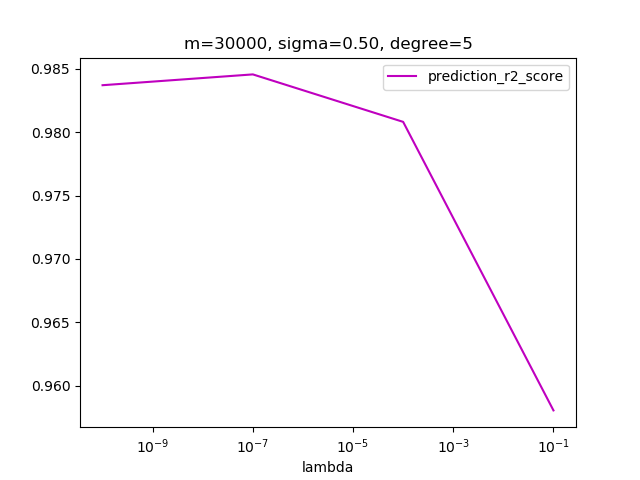 m=30000, sigma=0.50, degree=5
prediction_r2_score
0.985
0.980
0.975
0.970
0.965
0.960
10⁻⁹ 10⁻⁷ 10⁻⁵ 10⁻³ 10⁻¹
lambda